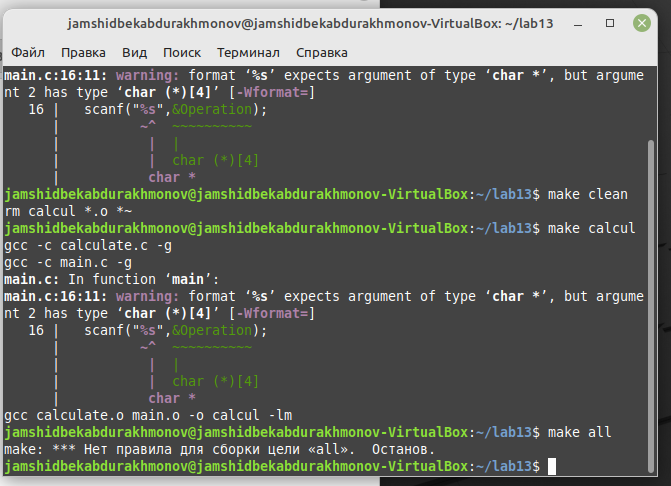 jamshidbekabdurakhmonov@jamshidbekabdurakhmonov-VirtualBox: ~/lab13
Файл Правка Вид Поиск Терминал Справка
main.c:16:11: warning: format ‘%s’ expects argument of type ‘char *’, but argume
nt 2 has type ‘char (*)[4]’ [-Wformat=]
   16 |   scanf("%s",&Operation);
      |          ~^  ~~~~~~~~~~
      |           |  |
      |           |  char (*)[4]
      |           char *
jamshidbekabdurakhmonov@jamshidbekabdurakhmonov-VirtualBox:~/lab13$ make clean
rm calcul *.o *~
jamshidbekabdurakhmonov@jamshidbekabdurakhmonov-VirtualBox:~/lab13$ make calcul
gcc -c calculate.c -g
gcc -c main.c -g
main.c: In function ‘main’:
main.c:16:11: warning: format ‘%s’ expects argument of type ‘char *’, but argume
nt 2 has type ‘char (*)[4]’ [-Wformat=]
   16 |   scanf("%s",&Operation);
      |          ~^  ~~~~~~~~~~
      |           |  |
      |           |  char (*)[4]
      |           char *
gcc calculate.o main.o -o calcul -lm
jamshidbekabdurakhmonov@jamshidbekabdurakhmonov-VirtualBox:~/lab13$ make all
make: *** Нет правила для сборки цели «all».  Останов.
jamshidbekabdurakhmonov@jamshidbekabdurakhmonov-VirtualBox:~/lab13$